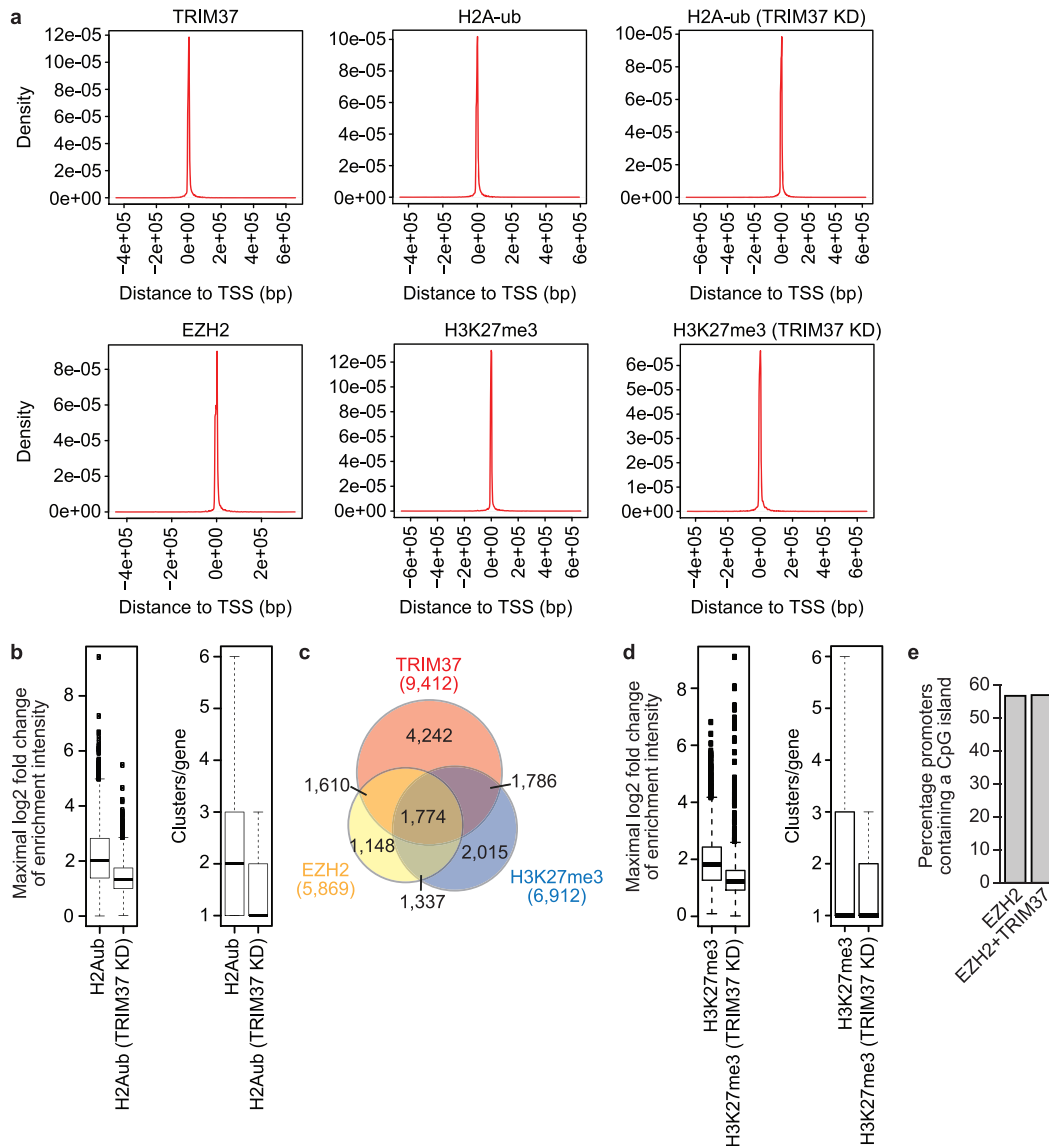 a
TRIM37
H2A-ub
H2A-ub (TRIM37 KD)
Density
12e-05
10e-05
8e-05
6e-05
4e-05
2e-05
0e+00
−4e+05
−2e+05
0e+00
2e+05
4e+05
6e+05
Distance to TSS (bp)
10e-05
8e-05
6e-05
4e-05
2e-05
0e+00
−4e+05
−2e+05
0e+00
2e+05
4e+05
6e+05
Distance to TSS (bp)
10e-05
8e-05
6e-05
4e-05
2e-05
0e+00
−6e+05
−4e+05
−2e+05
0e+00
2e+05
4e+05
6e+05
Distance to TSS (bp)
EZH2
H3K27me3
H3K27me3 (TRIM37 KD)
Density
8e-05
6e-05
4e-05
2e-05
0e+00
−4e+05
−2e+05
0e+00
2e+05
Distance to TSS (bp)
12e-05
10e-05
8e-05
6e-05
4e-05
2e-05
0e+00
−6e+05
−4e+05
−2e+05
0e+00
2e+05
4e+05
6e+05
Distance to TSS (bp)
6e-05
5e-05
4e-05
3e-05
2e-05
1e-05
0e+00
−4e+05
−2e+05
0e+00
2e+05
4e+05
6e+05
Distance to TSS (bp)
b
Maximal log2 fold change
of enrichment intensity
8
6
4
2
0
H2Aub
H2Aub (TRIM37 KD)
Clusters/gene
6
5
4
3
2
1
H2Aub
H2Aub (TRIM37 KD)
c
TRIM37
(9,412)
4,242
1,610
1,786
1,774
1,148
2,015
EZH2
(5,869)
1,337
H3K27me3
(6,912)
d
Maximal log2 fold change
of enrichment intensity
8
6
4
2
0
H3K27me3
H3K27me3 (TRIM37 KD)
Clusters/gene
6
5
4
3
2
1
H3K27me3
H3K27me3 (TRIM37 KD)
e
Percentage promoters
containing a CpG island
60
50
40
30
20
10
0
EZH2
EZH2+TRIM37